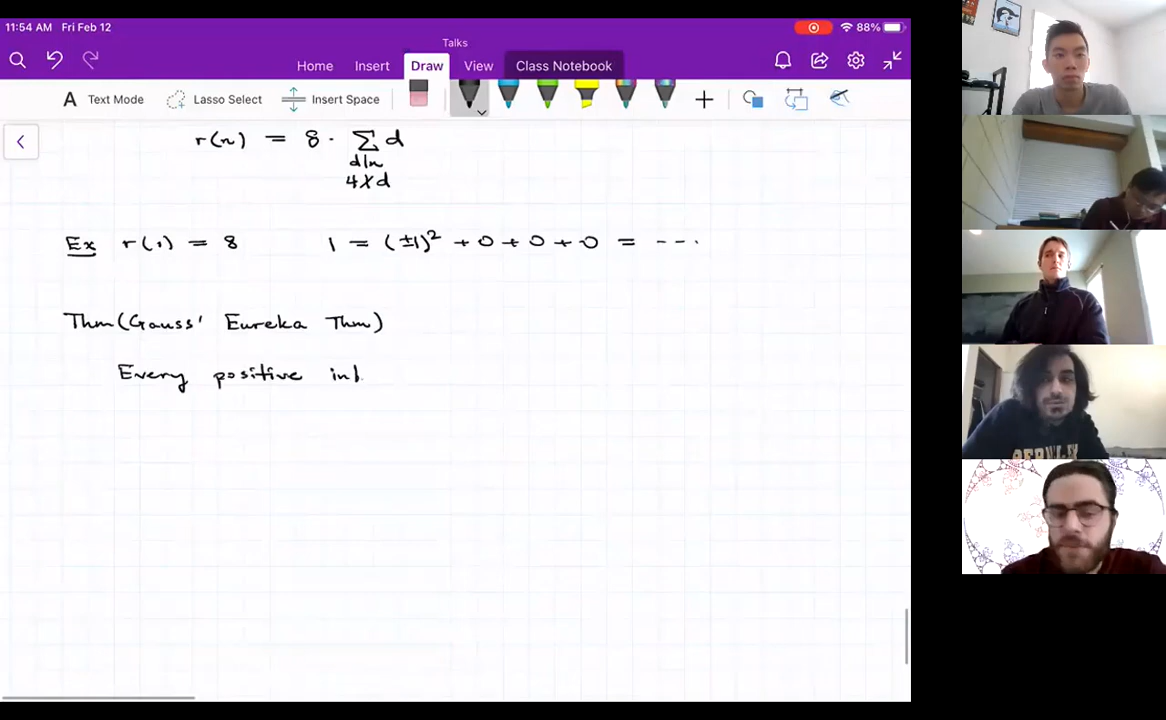 11:54 AM Fri Feb 12
88%
Talks
Home Insert Draw View Class Notebook
Text Mode Lasso Select Insert Space
r(n) = 8 · ∑ d
d|n
4∤d
Ex r(1) = 8 1 = (±1)² + 0 + 0 + 0 = ---
Thm (Gauss' Eureka Thm)
Every positive int